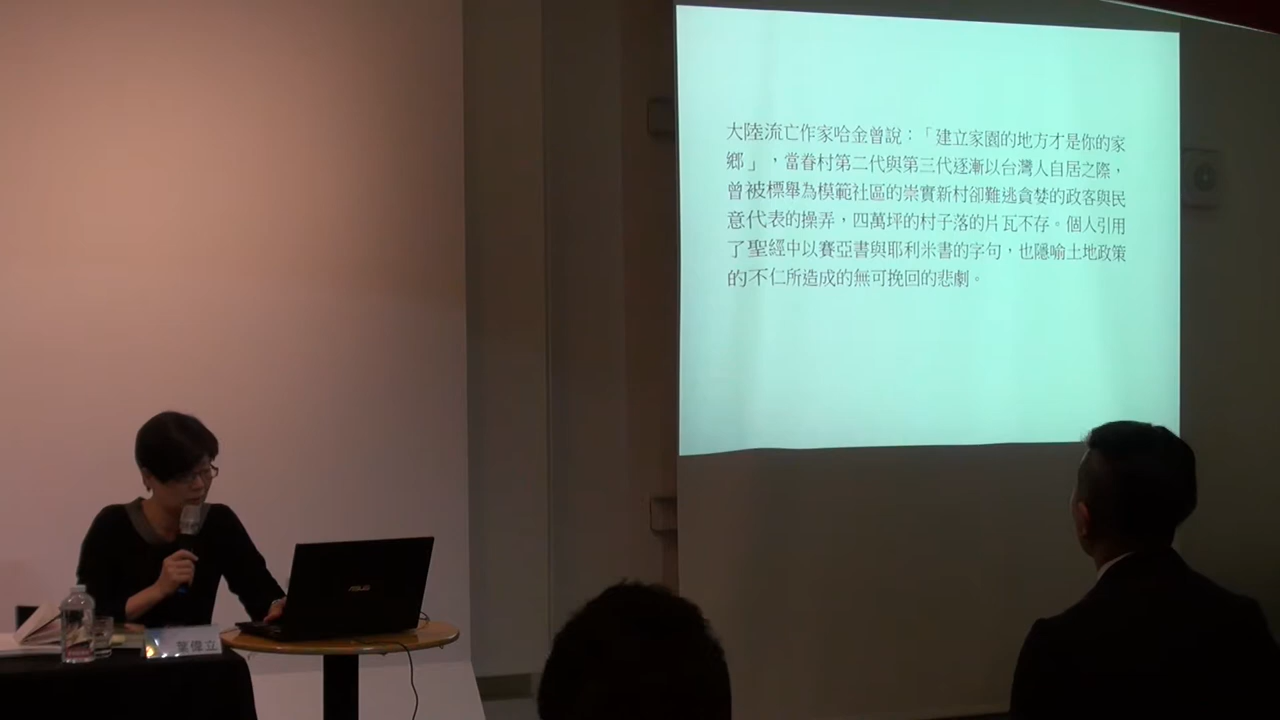 大陸流亡作家哈金曾說：「建立家園的地方才是你的家
鄉」，當眷村第二代與第三代逐漸以台灣人自居之際，
曾被標舉為模範社區的崇實新村卻難逃貪婪的政客與民
意代表的操弄，四萬坪的村子落的片瓦不存。個人引用
了聖經中以賽亞書與耶利米書的字句，也隱喻土地政策
的不仁所造成的無可挽回的悲劇。
ASUS
葉偉立